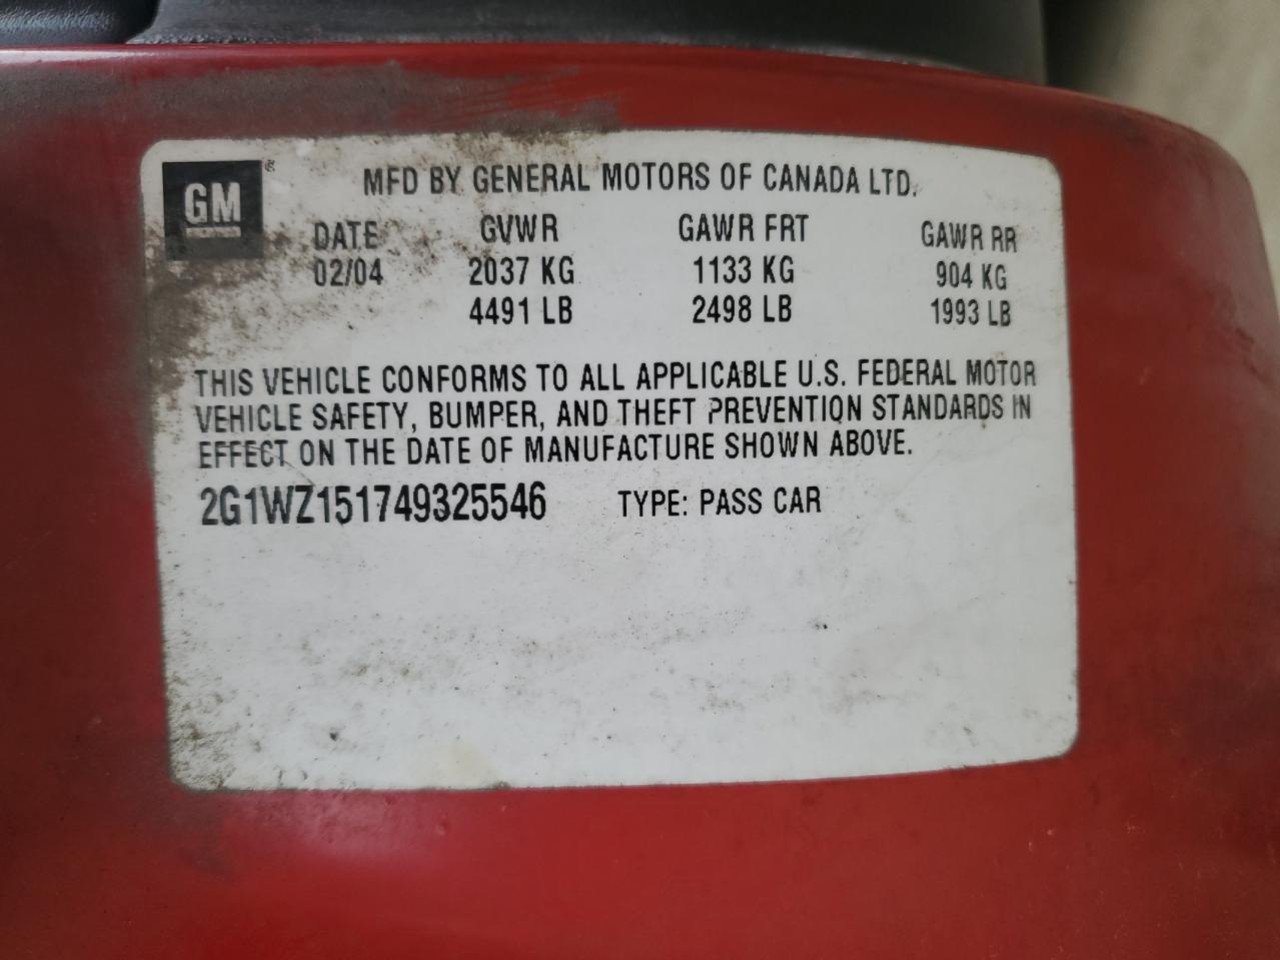 GM
MFD BY GENERAL MOTORS OF CANADA LTD.
DATE GVWR GAWR FRT GAWR RR
02/04 2037 KG 1133 KG 904 KG
4491 LB 2498 LB 1993 LB
THIS VEHICLE CONFORMS TO ALL APPLICABLE U.S. FEDERAL MOTOR
VEHICLE SAFETY, BUMPER, AND THEFT PREVENTION STANDARDS IN
EFFECT ON THE DATE OF MANUFACTURE SHOWN ABOVE.
2G1WZ151749325546 TYPE: PASS CAR